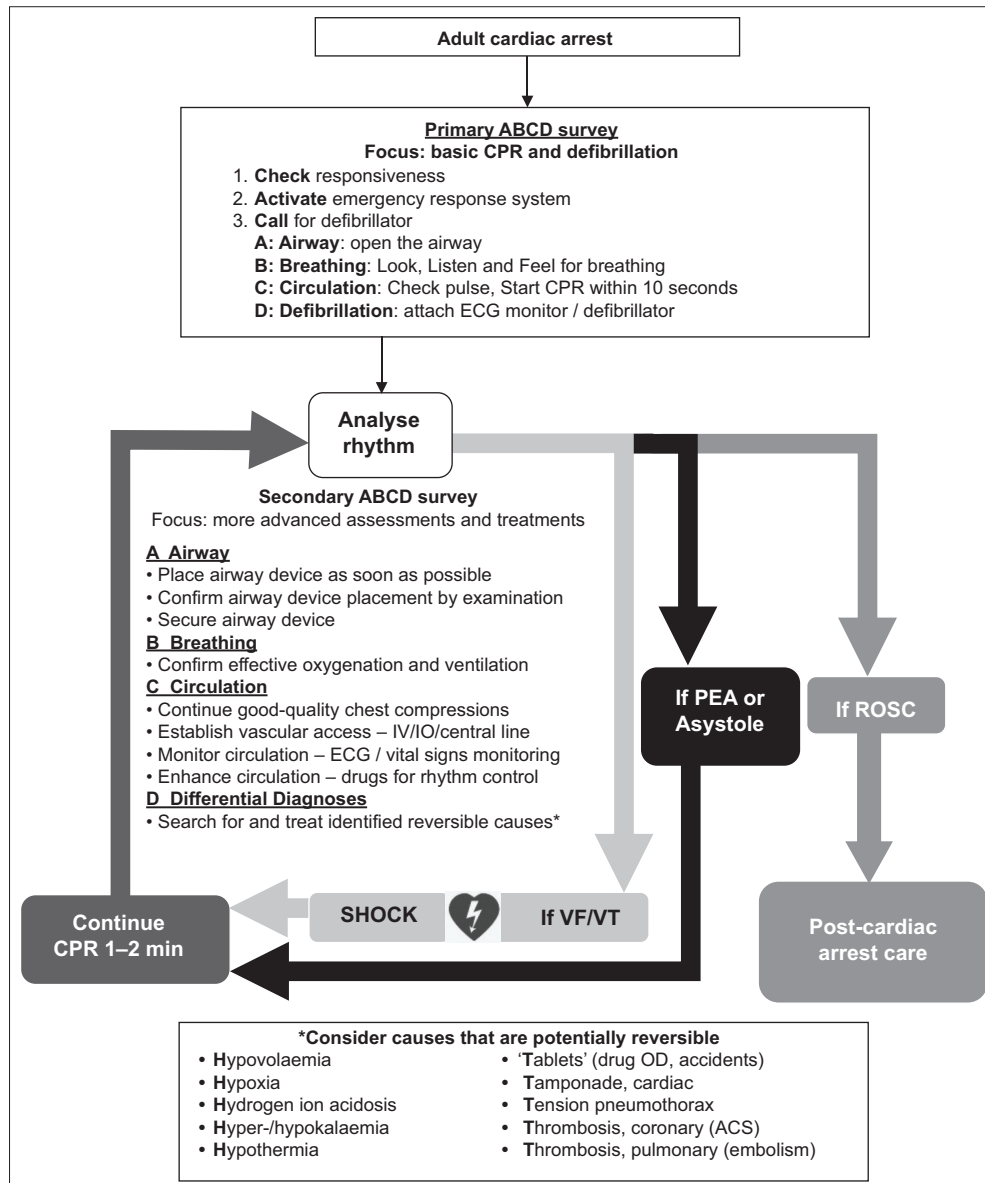 Adult cardiac arrest
Primary ABCD survey
Focus: basic CPR and defibrillation
1. Check responsiveness
2. Activate emergency response system
3. Call for defibrillator
A: Airway: open the airway
B: Breathing: Look, Listen and Feel for breathing
C: Circulation: Check pulse, Start CPR within 10 seconds
D: Defibrillation: attach ECG monitor / defibrillator
Analyse
rhythm
Secondary ABCD survey
Focus: more advanced assessments and treatments
A Airway
• Place airway device as soon as possible
• Confirm airway device placement by examination
• Secure airway device
B Breathing
• Confirm effective oxygenation and ventilation
C Circulation
• Continue good-quality chest compressions
• Establish vascular access – IV/IO/central line
• Monitor circulation – ECG / vital signs monitoring
• Enhance circulation – drugs for rhythm control
D Differential Diagnoses
• Search for and treat identified reversible causes*
If PEA or
Asystole
If ROSC
Continue
CPR 1–2 min
SHOCK
If VF/VT
Post-cardiac
arrest care
*Consider causes that are potentially reversible
• Hypovolaemia
• Hypoxia
• Hydrogen ion acidosis
• Hyper-/hypokalaemia
• Hypothermia
• ‘Tablets’ (drug OD, accidents)
• Tamponade, cardiac
• Tension pneumothorax
• Thrombosis, coronary (ACS)
• Thrombosis, pulmonary (embolism)